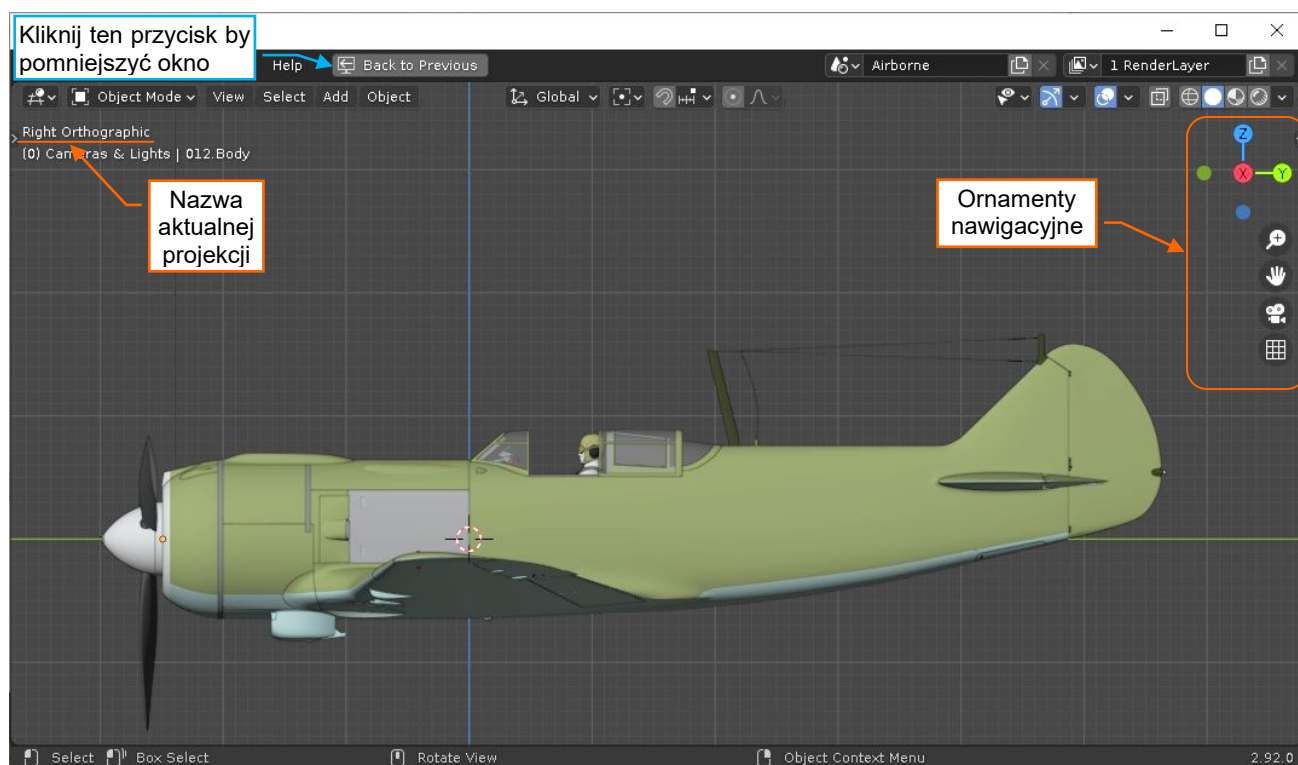 Kliknij ten przycisk by
pomniejszyć okno
Help
Back to Previous
Airborne
1 RenderLayer
Object Mode
View
Select
Add
Object
Global
Right Orthographic
(0) Cameras & Lights | 012.Body
Z
X
Y
Nazwa
aktualnej
projekcji
Ornamenty
nawigacyjne
Select
Box Select
Rotate View
Object Context Menu
2.92.0